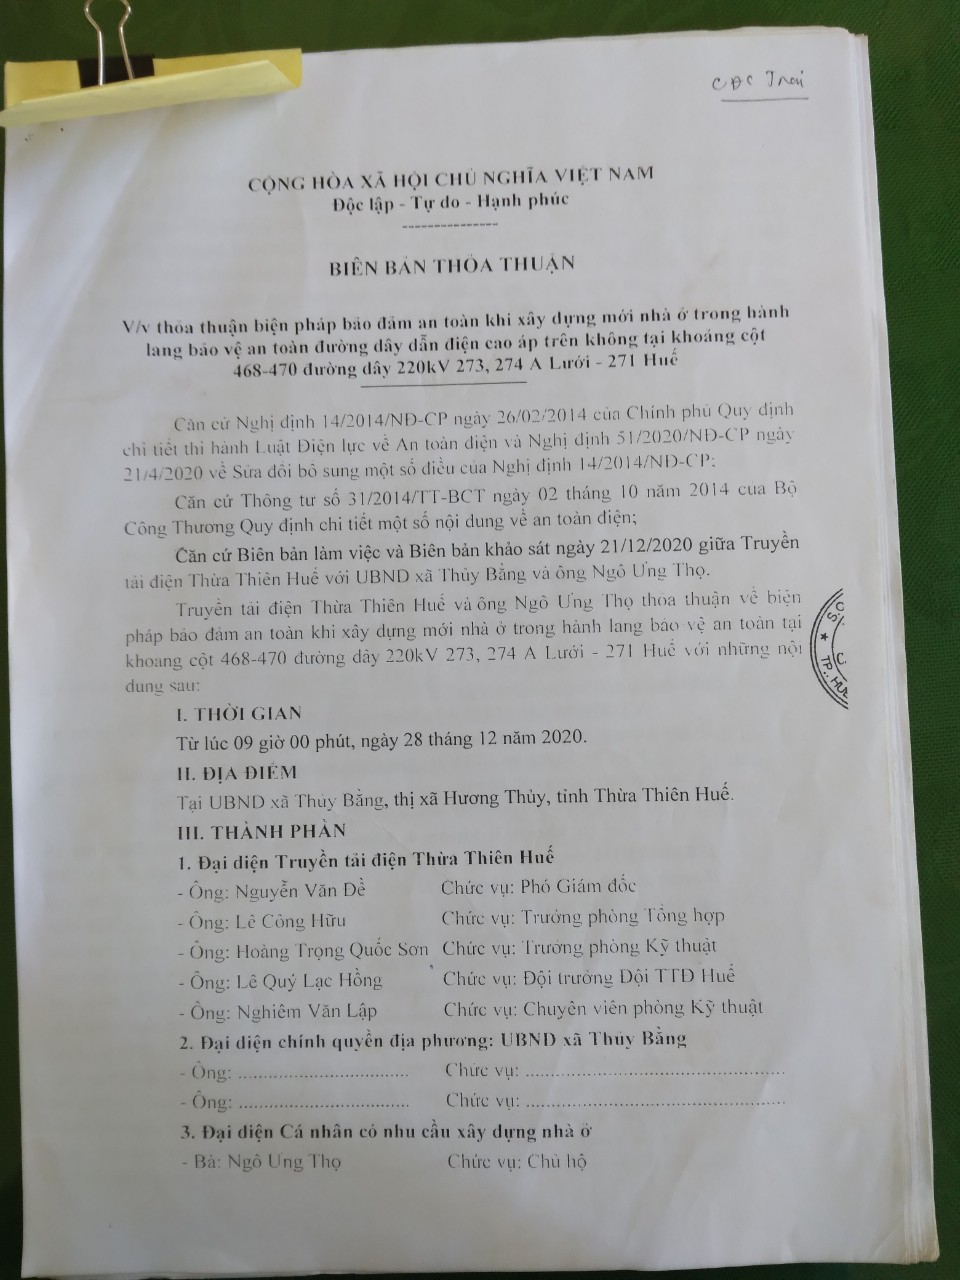 CĐC
CỘNG HÒA XÃ HỘI CHỦ NGHĨA VIỆT NAM
Độc lập - Tự do - Hạnh phúc
---------------
BIÊN BẢN THỎA THUẬN
V/v thỏa thuận biện pháp bảo đảm an toàn khi xây dựng mới nhà ở trong hành
lang bảo vệ an toàn đường dây dẫn điện cao áp trên không tại khoảng cột
468-470 đường dây 220kV 273, 274 A Lưới - 271 Huế
Căn cứ Nghị định 14/2014/NĐ-CP ngày 26/02/2014 của Chính phủ Quy định
chi tiết thi hành Luật Điện lực về An toàn điện và Nghị định 51/2020/NĐ-CP ngày
21/4/2020 về Sửa đổi bổ sung một số điều của Nghị định 14/2014/NĐ-CP;
Căn cứ Thông tư số 31/2014/TT-BCT ngày 02 tháng 10 năm 2014 của Bộ
Công Thương Quy định chi tiết một số nội dung về an toàn điện;
Căn cứ Biên bản làm việc và Biên bản khảo sát ngày 21/12/2020 giữa Truyền
tải điện Thừa Thiên Huế với UBND xã Thủy Bằng và ông Ngô Ưng Thọ.
Truyền tải điện Thừa Thiên Huế và ông Ngô Ưng Thọ thỏa thuận về biện
pháp bảo đảm an toàn khi xây dựng mới nhà ở trong hành lang bảo vệ an toàn tại
khoảng cột 468-470 đường dây 220kV 273, 274 A Lưới - 271 Huế với những nội
dung sau:
★ TP. HUẾ
I. THỜI GIAN
Từ lúc 09 giờ 00 phút, ngày 28 tháng 12 năm 2020.
II. ĐỊA ĐIỂM
Tại UBND xã Thủy Bằng, thị xã Hương Thủy, tỉnh Thừa Thiên Huế.
III. THÀNH PHẦN
1. Đại diện Truyền tải điện Thừa Thiên Huế
- Ông: Nguyễn Văn Dề Chức vụ: Phó Giám đốc
- Ông: Lê Công Hữu Chức vụ: Trưởng phòng Tổng hợp
- Ông: Hoàng Trọng Quốc Sơn Chức vụ: Trưởng phòng Kỹ thuật
- Ông: Lê Quý Lạc Hồng Chức vụ: Đội trưởng Đội TTĐ Huế
- Ông: Nghiêm Văn Lập Chức vụ: Chuyên viên phòng Kỹ thuật
2. Đại diện chính quyền địa phương: UBND xã Thủy Bằng
- Ông: ................................. Chức vụ: .................................................
- Ông: ................................. Chức vụ: .................................................
3. Đại diện Cá nhân có nhu cầu xây dựng nhà ở
- Bà: Ngô Ưng Thọ Chức vụ: Chủ hộ